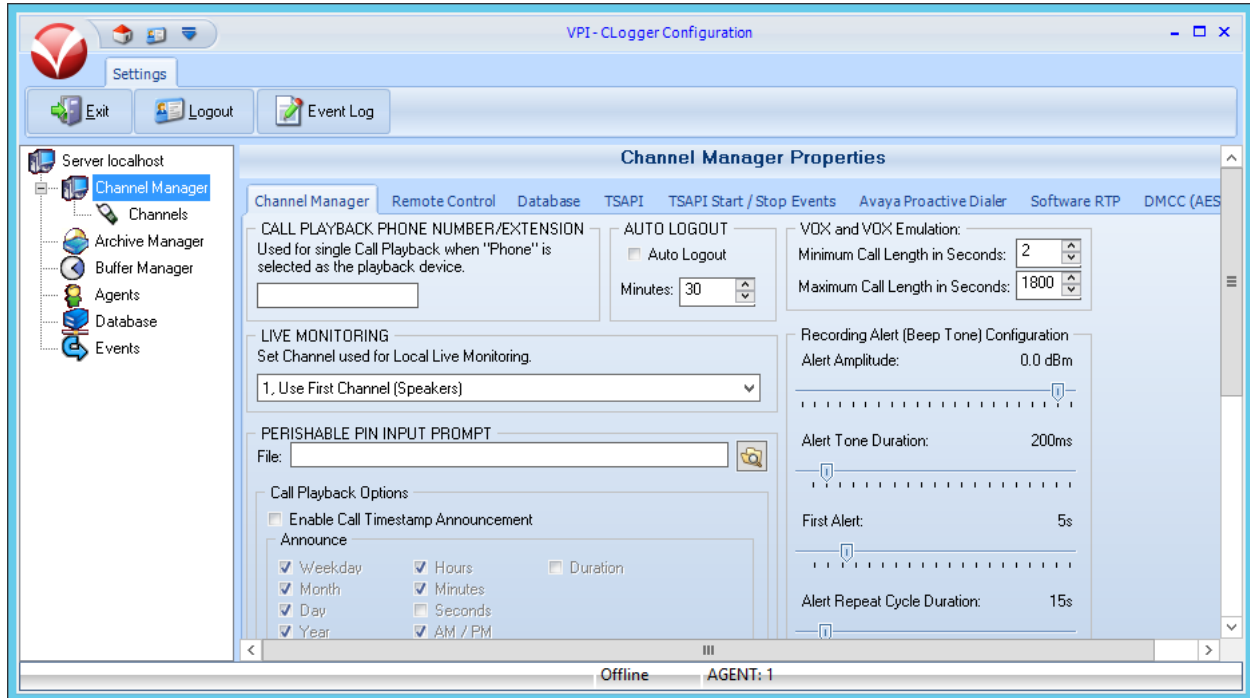 VPI - CLogger Configuration
Settings
Exit
Logout
Event Log
Server localhost
Channel Manager
Channels
Archive Manager
Buffer Manager
Agents
Database
Events
Channel Manager Properties
Channel Manager Remote Control Database TSAPI TSAPI Start / Stop Events Avaya Proactive Dialer Software RTP DMCC (AES
CALL PLAYBACK PHONE NUMBER/EXTENSION
Used for single Call Playback when "Phone" is
selected as the playback device.
AUTO LOGOUT
Auto Logout
Minutes: 30
VOX and VOX Emulation:
Minimum Call Length in Seconds: 2
Maximum Call Length in Seconds: 1800
LIVE MONITORING
Set Channel used for Local Live Monitoring.
1, Use First Channel (Speakers)
PERISHABLE PIN INPUT PROMPT
File:
Call Playback Options
Enable Call Timestamp Announcement
Announce
Weekday Hours Duration
Month Minutes
Day Seconds
Year AM / PM
Recording Alert (Beep Tone) Configuration
Alert Amplitude: 0.0 dBm
Alert Tone Duration: 200ms
First Alert: 5s
Alert Repeat Cycle Duration: 15s
Offline AGENT: 1